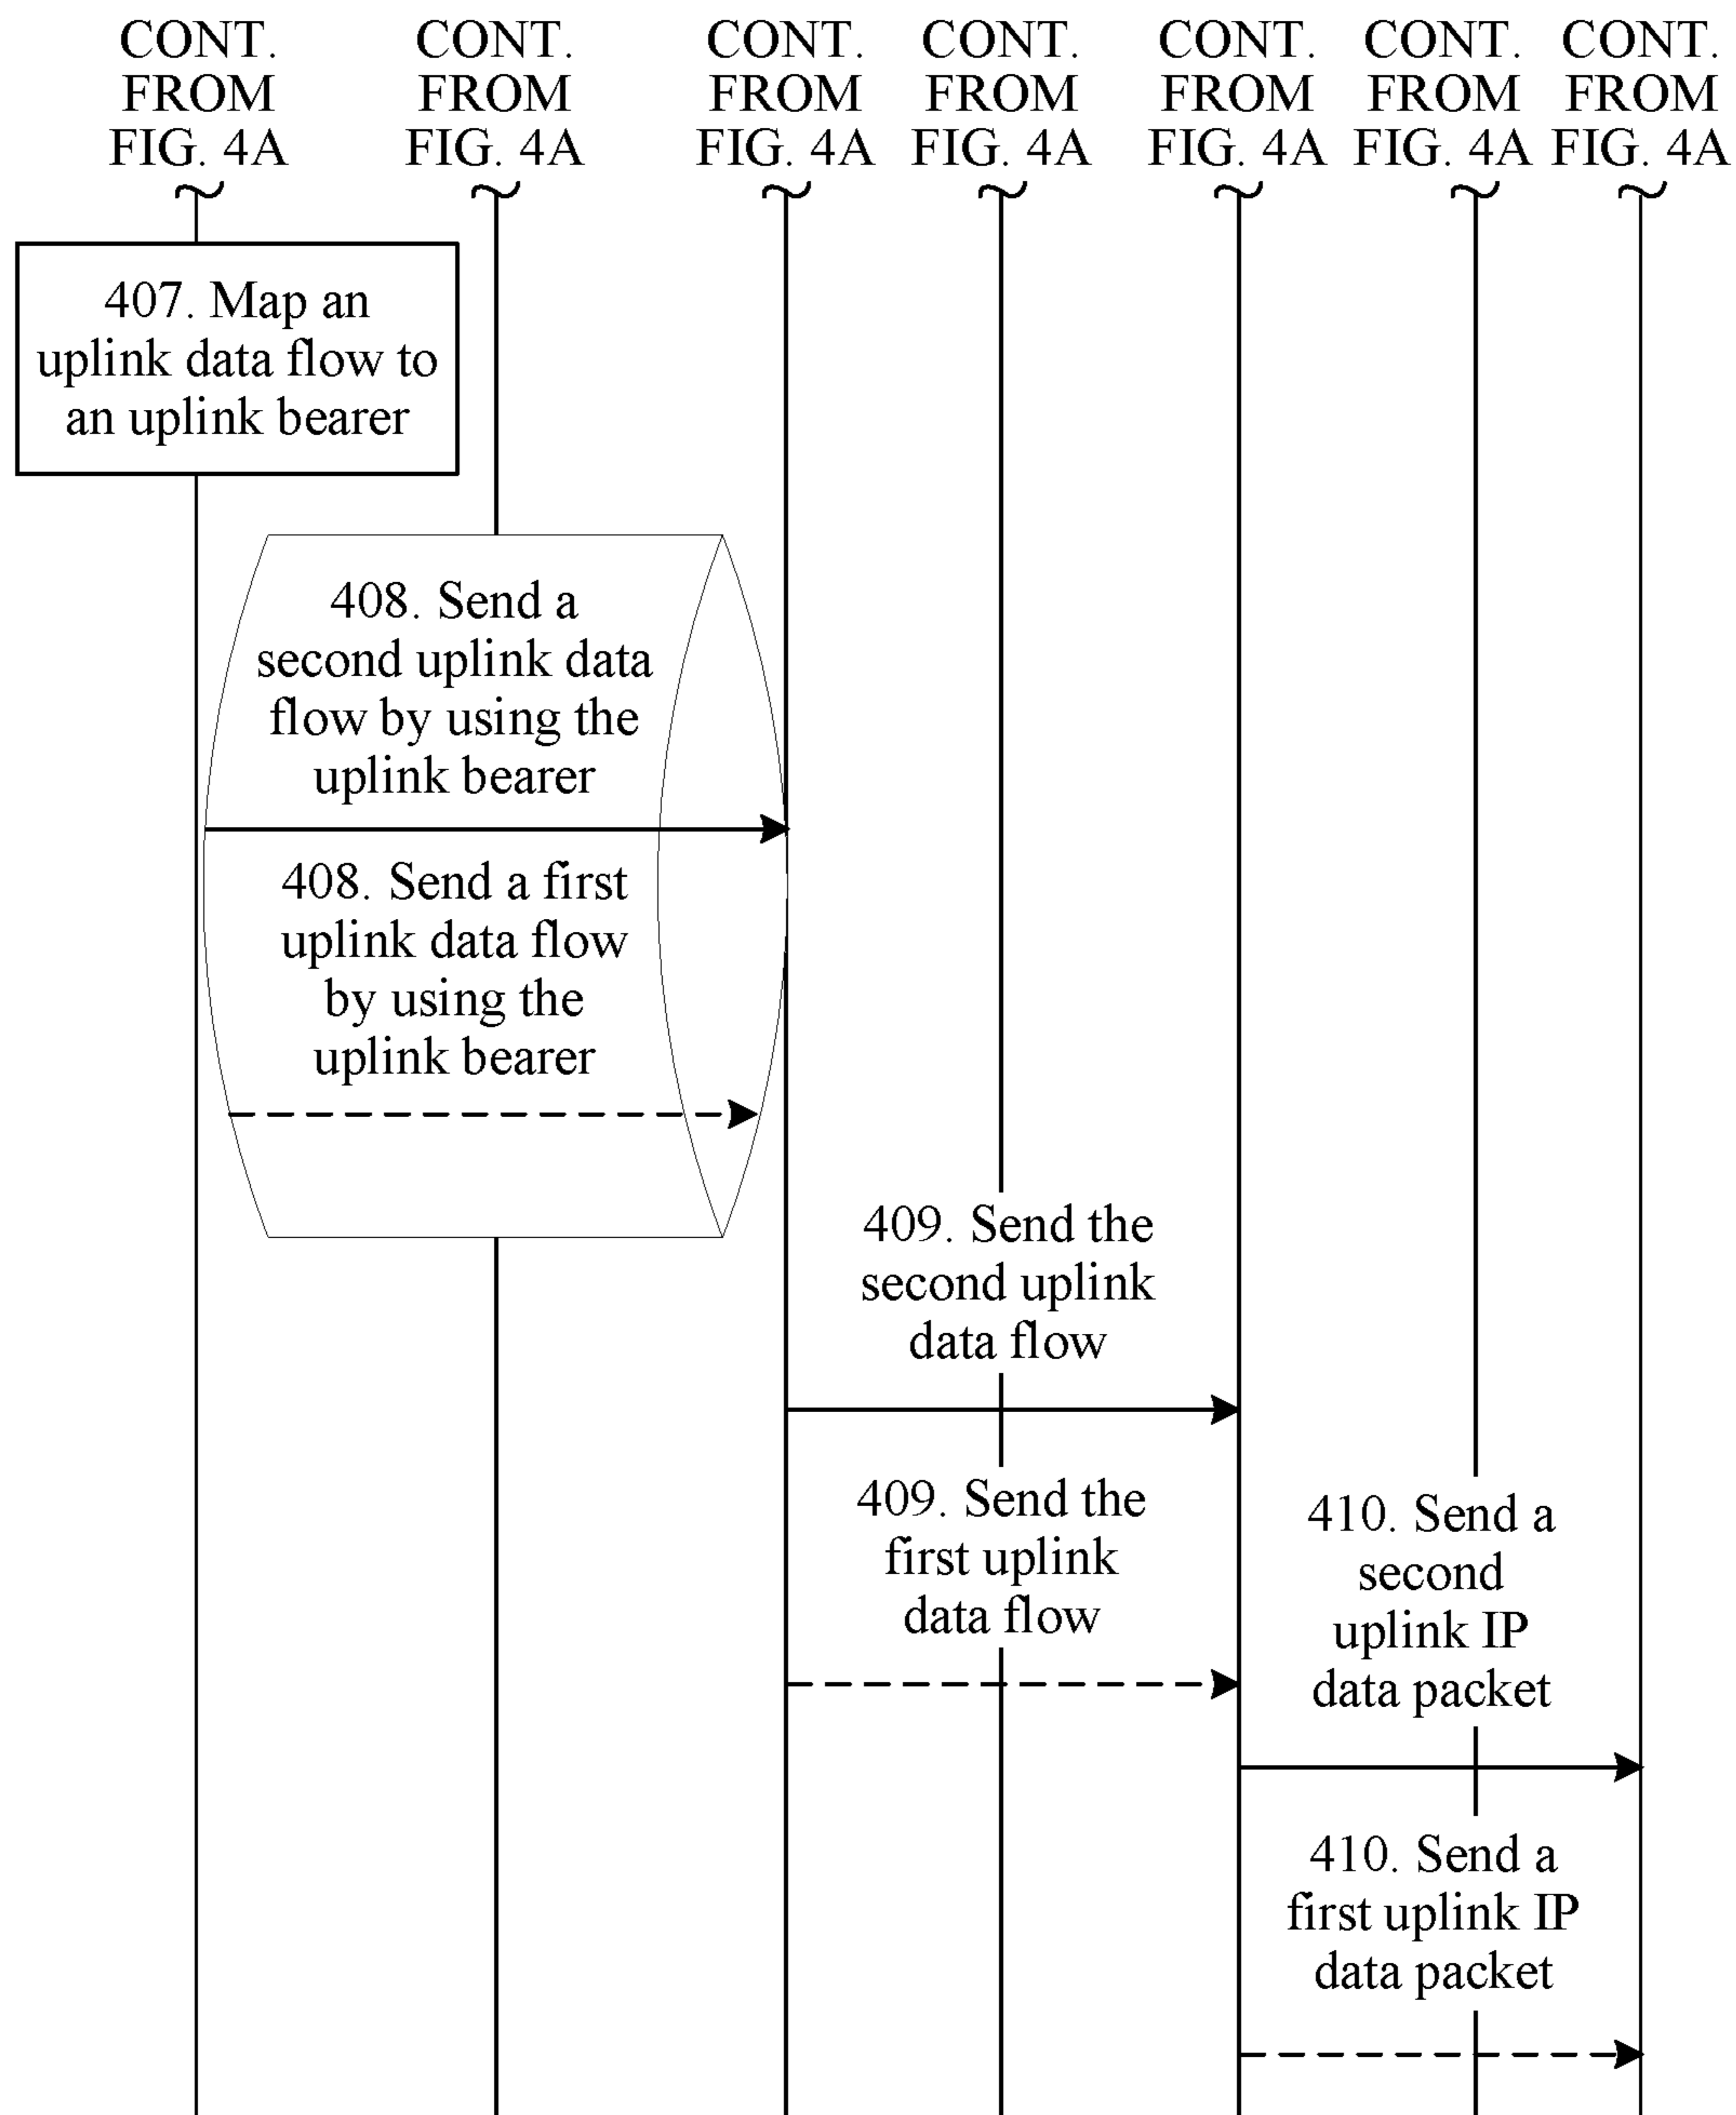 CONT.
FROM
FIG. 4A
CONT.
FROM
FIG. 4A
CONT.
FROM
FIG. 4A
CONT.
FROM
FIG. 4A
CONT.
FROM
FIG. 4A
CONT.
FROM
FIG. 4A
CONT.
FROM
FIG. 4A
407. Map an
uplink data flow to
an uplink bearer
408. Send a
second uplink data
flow by using the
uplink bearer
408. Send a first
uplink data flow
by using the
uplink bearer
409. Send the
second uplink
data flow
409. Send the
first uplink
data flow
410. Send a
second
uplink IP
data packet
410. Send a
first uplink IP
data packet